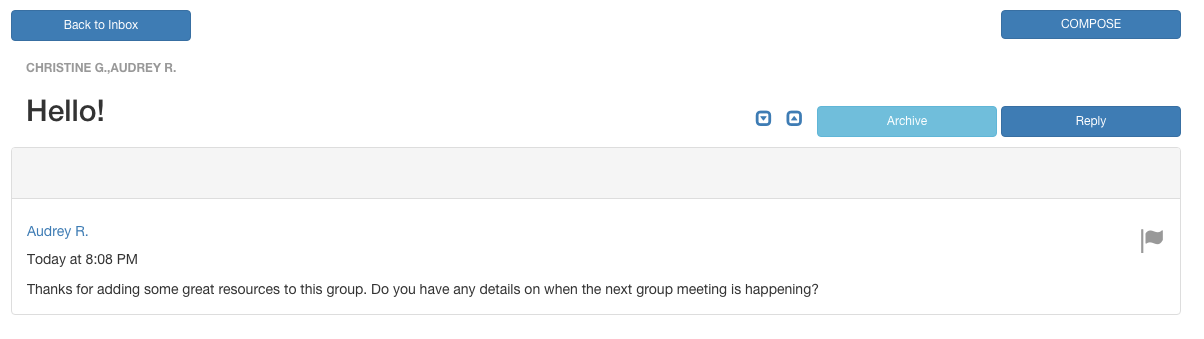 Back to Inbox
COMPOSE
CHRISTINE G.,AUDREY R.
Hello!
Archive
Reply
Audrey R.
Today at 8:08 PM
Thanks for adding some great resources to this group. Do you have any details on when the next group meeting is happening?